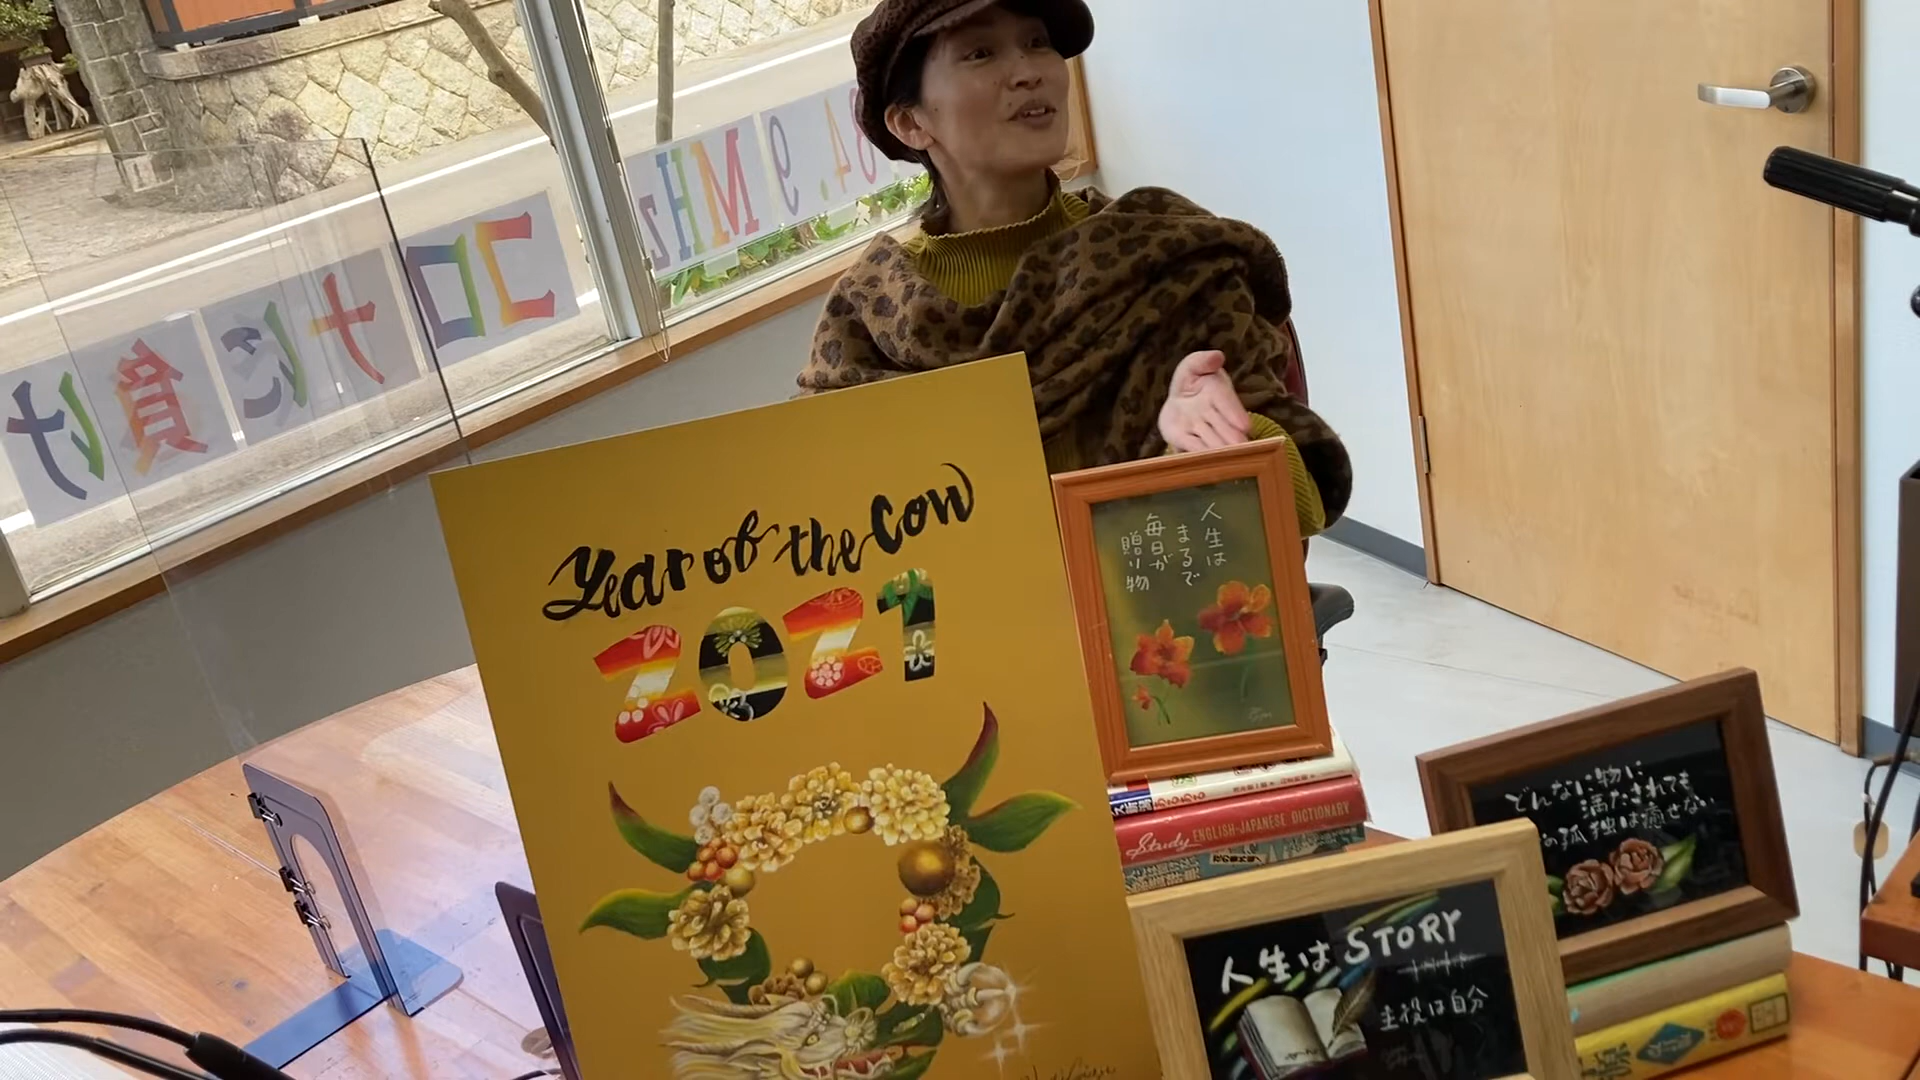 84.9MHz
コロナに負け
Year of the Cow
2021
人生は
まるで
毎日が
贈り物
Study ENGLISH-JAPANESE DICTIONARY
どんなに物に
満たされても
の孤独は癒せない
人生はSTORY
主役は自分